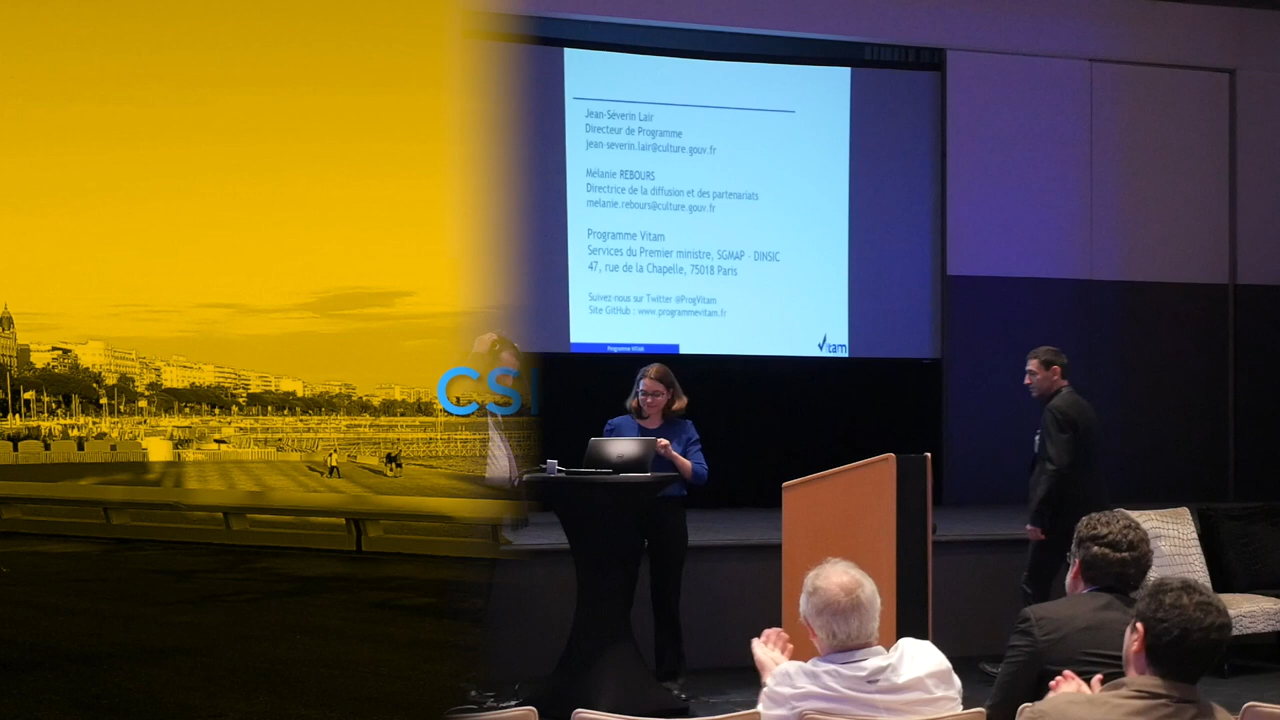 Jean-Séverin Lair
Directeur de Programme
jean-severin.lair@culture.gouv.fr
Mélanie REBOURS
Directrice de la diffusion et des partenariats
melanie.rebours@culture.gouv.fr
Programme Vitam
Services du Premier ministre, SGMAP - DINSIC
47, rue de la Chapelle, 75018 Paris
Suivez-nous sur Twitter @ProgVitam
Site GitHub : www.programmevitam.fr
Programme VITAM
Vitam
CSI